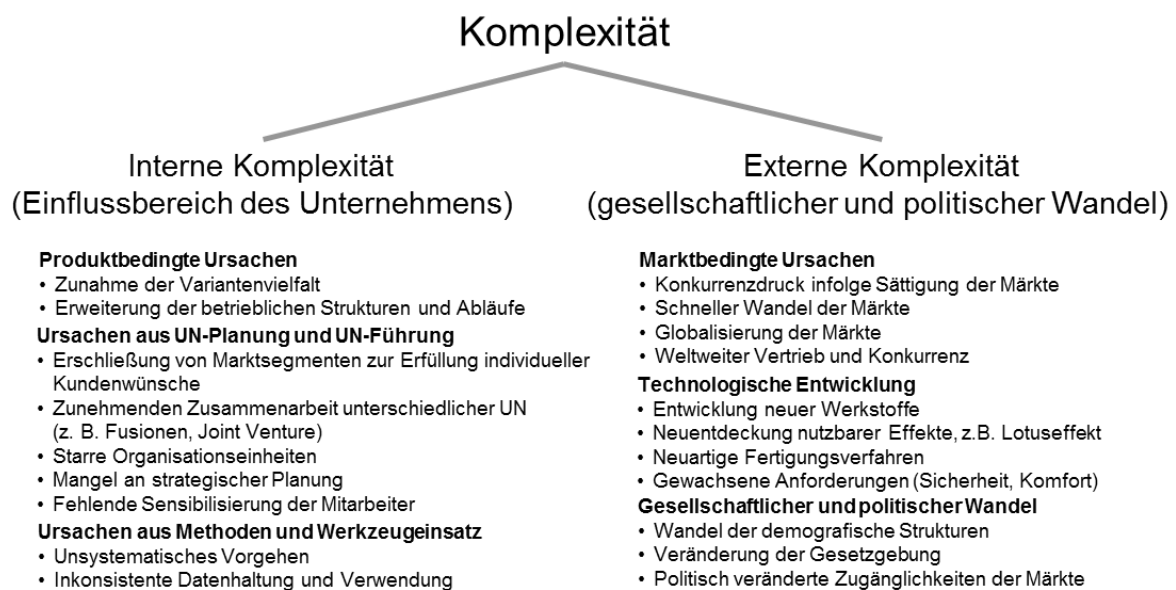 Komplexität
Interne Komplexität
(Einflussbereich des Unternehmens)
Produktbedingte Ursachen
• Zunahme der Variantenvielfalt
• Erweiterung der betrieblichen Strukturen und Abläufe
Ursachen aus UN-Planung und UN-Führung
• Erschließung von Marktsegmenten zur Erfüllung individueller
Kundenwünsche
• Zunehmenden Zusammenarbeit unterschiedlicher UN
(z. B. Fusionen, Joint Venture)
• Starre Organisationseinheiten
• Mangel an strategischer Planung
• Fehlende Sensibilisierung der Mitarbeiter
Ursachen aus Methoden und Werkzeugeinsatz
• Unsystematisches Vorgehen
• Inkonsistente Datenhaltung und Verwendung
Externe Komplexität
(gesellschaftlicher und politischer Wandel)
Marktbedingte Ursachen
• Konkurrenzdruck infolge Sättigung der Märkte
• Schneller Wandel der Märkte
• Globalisierung der Märkte
• Weltweiter Vertrieb und Konkurrenz
Technologische Entwicklung
• Entwicklung neuer Werkstoffe
• Neuentdeckung nutzbarer Effekte, z.B. Lotuseffekt
• Neuartige Fertigungsverfahren
• Gewachsene Anforderungen (Sicherheit, Komfort)
Gesellschaftlicher und politischer Wandel
• Wandel der demografische Strukturen
• Veränderung der Gesetzgebung
• Politisch veränderte Zugänglichkeiten der Märkte